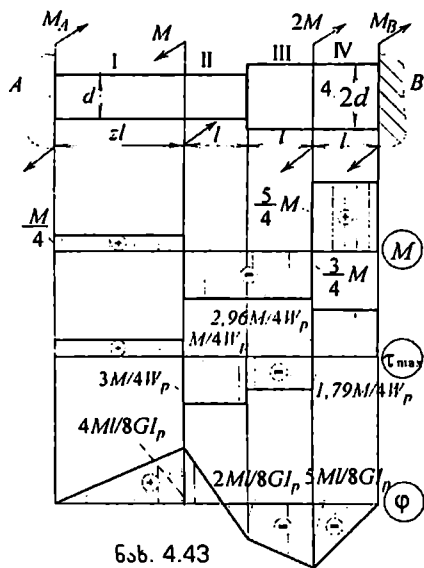 M_A M 2M M_B
I II III IV
A d 4 2d B
zl l l l
M/4 5/4 M + M
+ − 3/4 M
2,96M/4W_p
M/4W_p τ_max
+ −
3M/4W_p 1,79M/4W_p
4Ml/8GI_p
2Ml/8GI_p 5Ml/8GI_p
+ − − φ
ნახ. 4.43